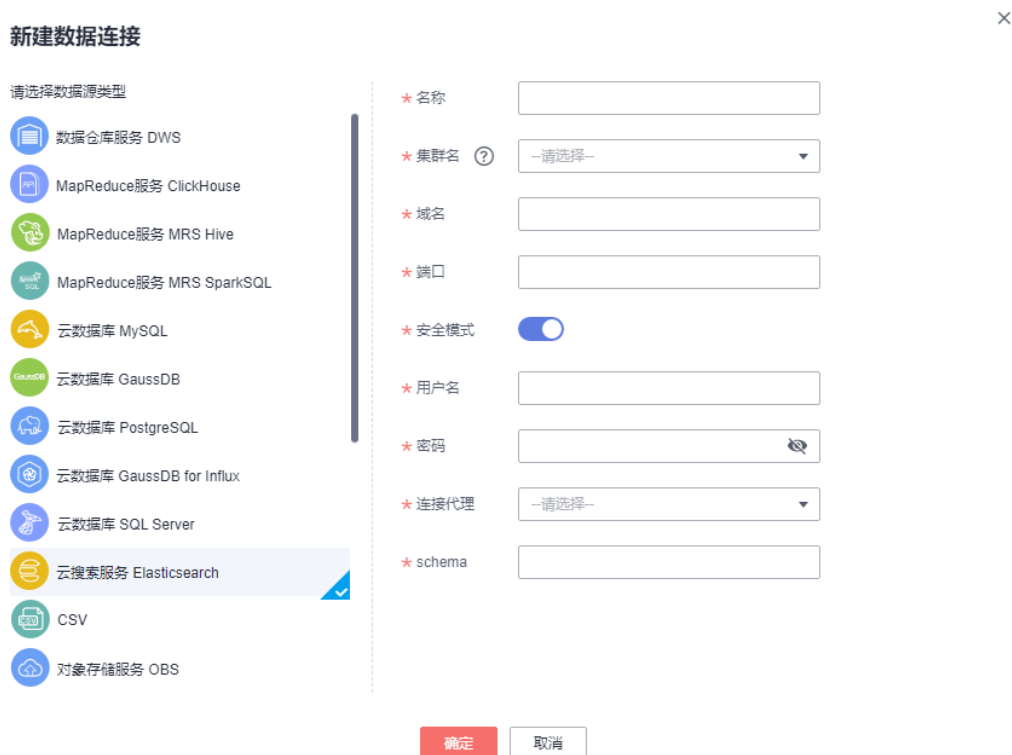 新建数据连接
请选择数据源类型
数据仓库服务 DWS
API
MapReduce服务 ClickHouse
MapReduce服务 MRS Hive
MapReduce服务 MRS SparkSQL
云数据库 MySQL
GaussDB
云数据库 GaussDB
云数据库 PostgreSQL
云数据库 GaussDB for Influx
云数据库 SQL Server
云搜索服务 Elasticsearch
CSV
CSV
对象存储服务 OBS
* 名称
* 集群名 ?
--请选择--
* 域名
* 端口
* 安全模式
* 用户名
* 密码
* 连接代理
--请选择--
* schema
确定
取消